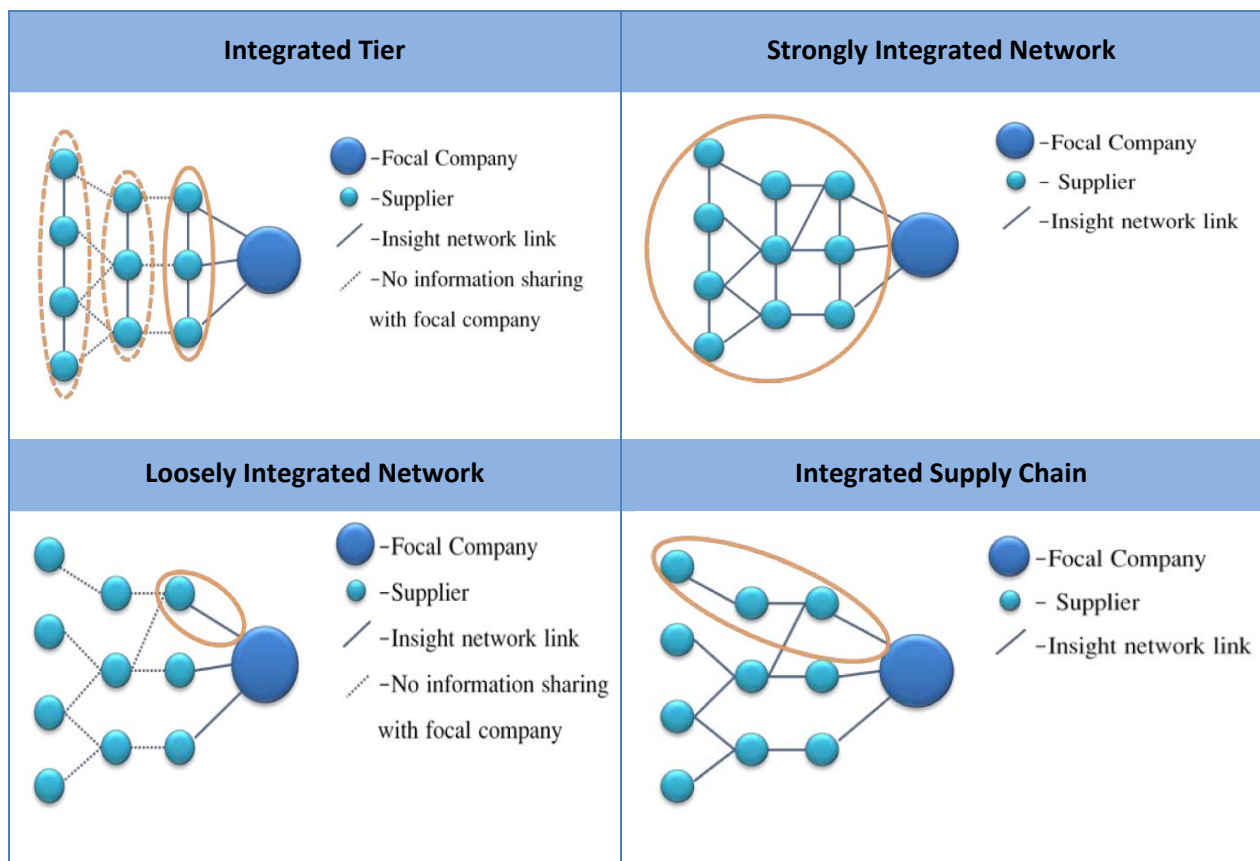 Integrated Tier
Strongly Integrated Network
-Focal Company
-Supplier
-Insight network link
-No information sharing
with focal company
-Focal Company
- Supplier
-Insight network link
Loosely Integrated Network
Integrated Supply Chain
-Focal Company
-Supplier
-Insight network link
-No information sharing
with focal company
-Focal Company
- Supplier
-Insight network link